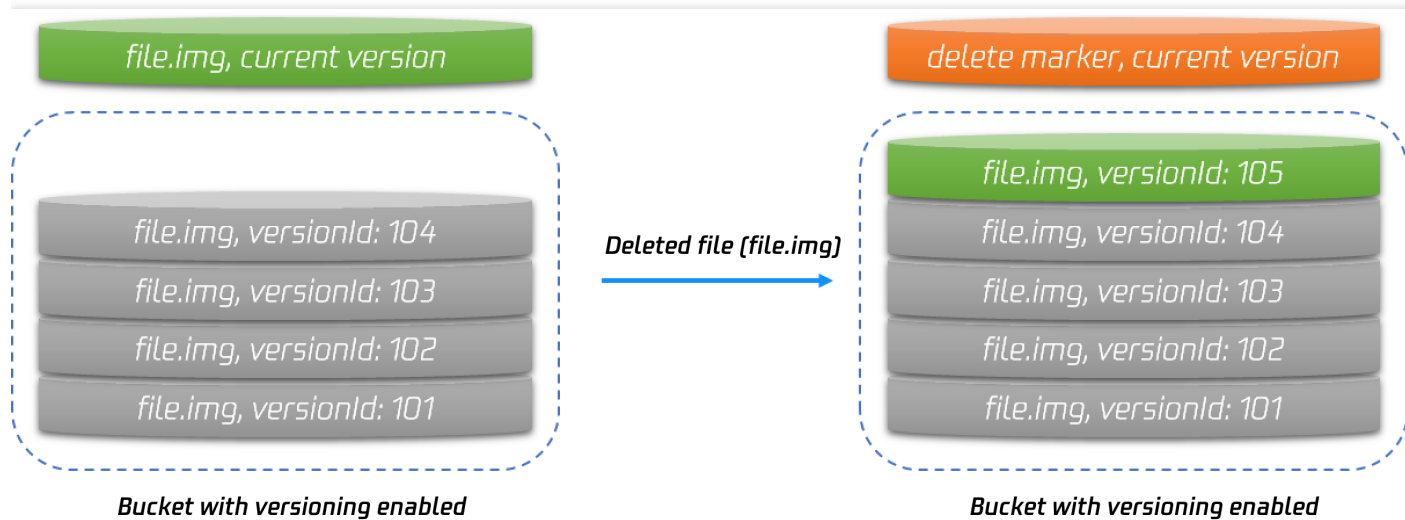 file.img, current version
file.img, versionId: 104
file.img, versionId: 103
file.img, versionId: 102
file.img, versionId: 101
Bucket with versioning enabled
Deleted file (file.img)
delete marker, current version
file.img, versionId: 105
file.img, versionId: 104
file.img, versionId: 103
file.img, versionId: 102
file.img, versionId: 101
Bucket with versioning enabled